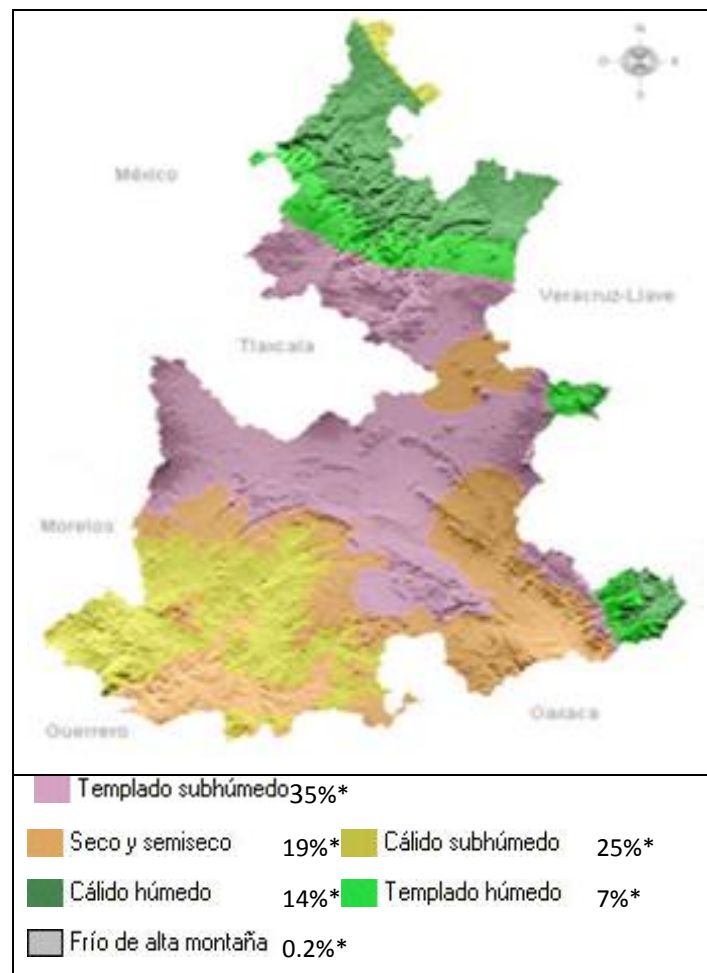 N
México
Veracruz-Llave
Tlaxcala
Morelos
Oaxaca
Guerrero
Templado subhúmedo 35%*
Seco y semiseco 19%* Cálido subhúmedo 25%*
Cálido húmedo 14%* Templado húmedo 7%*
Frío de alta montaña 0.2%*